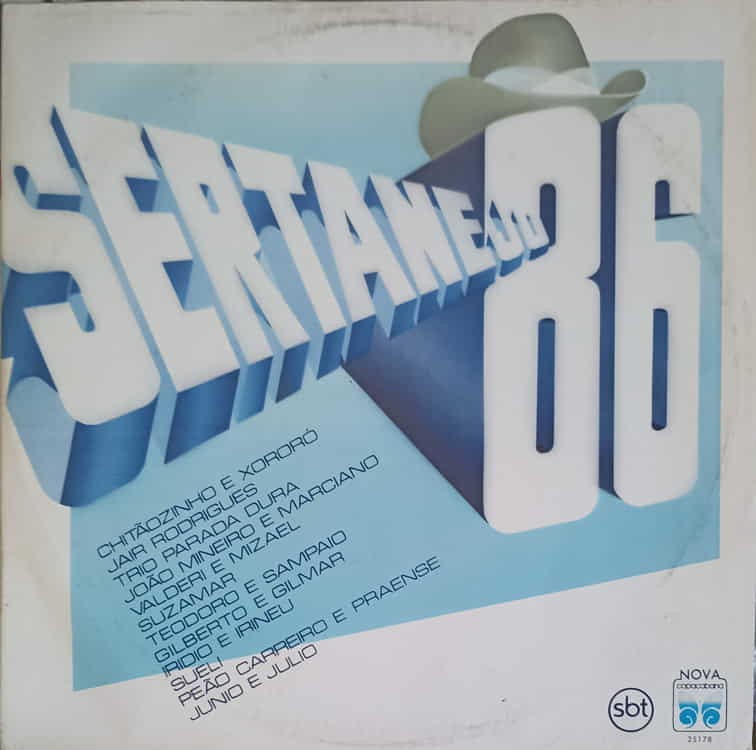 SERTANEJO 86
CHITÃOZINHO E XORORÓ
JAIR RODRIGUES
TRIO PARADA DURA
JOÃO MINEIRO E MARCIANO
VALDERI E MIZAEL
SUZAMAR
TEODORO E SAMPAIO
GILBERTO E GILMAR
IRIDIO E IRINEU
SUELI
PEÃO CARREIRO E PRAENSE
JUNIO E JULIO
sbt
NOVA
copacabana
25178